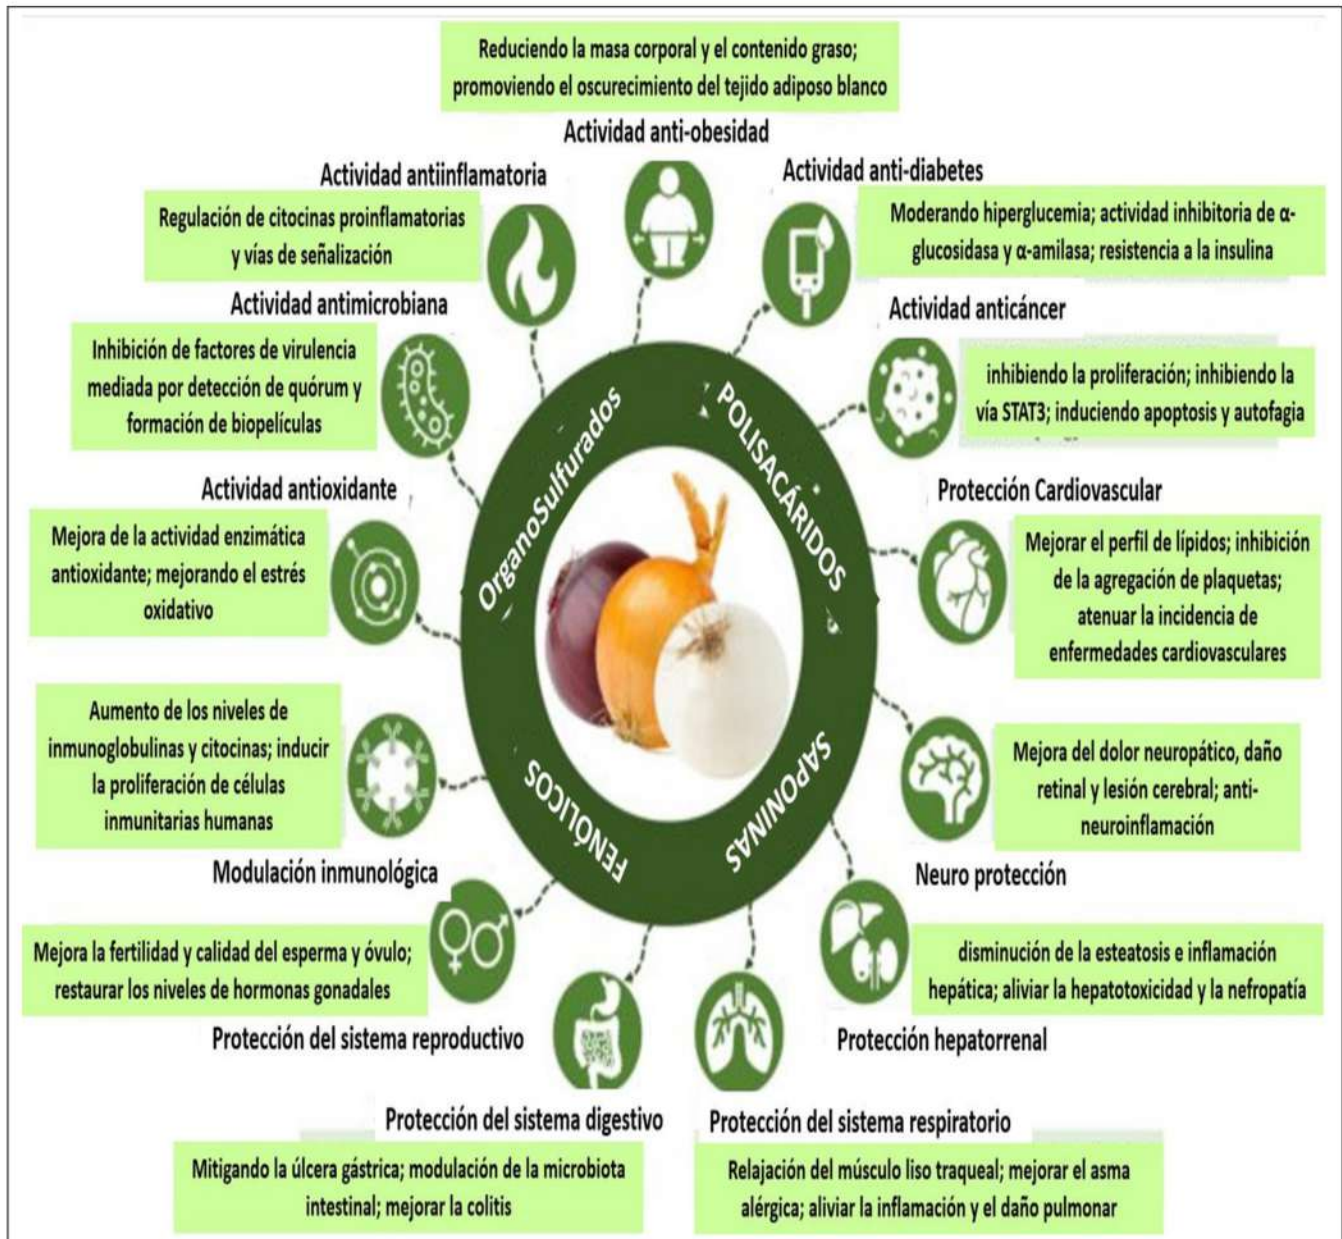 Reduciendo la masa corporal y el contenido graso;
promoviendo el oscurecimiento del tejido adiposo blanco
Actividad anti-obesidad
Actividad anti-diabetes
Moderando hiperglucemia; actividad inhibitoria de α-
glucosidasa y α-amilasa; resistencia a la insulina
Actividad anticáncer
inhibiendo la proliferación; inhibiendo la
vía STAT3; induciendo apoptosis y autofagia
Protección Cardiovascular
Mejorar el perfil de lípidos; inhibición
de la agregación de plaquetas;
atenuar la incidencia de
enfermedades cardiovasculares
Mejora del dolor neuropático, daño
retinal y lesión cerebral; anti-
neuroinflamación
Neuro protección
disminución de la esteatosis e inflamación
hepática; aliviar la hepatotoxicidad y la nefropatía
Protección hepatorrenal
Protección del sistema respiratorio
Relajación del músculo liso traqueal; mejorar el asma
alérgica; aliviar la inflamación y el daño pulmonar
Protección del sistema digestivo
Mitigando la úlcera gástrica; modulación de la microbiota
intestinal; mejorar la colitis
Mejora la fertilidad y calidad del esperma y óvulo;
restaurar los niveles de hormonas gonadales
Protección del sistema reproductivo
Aumento de los niveles de
inmunoglobulinas y citocinas; inducir
la proliferación de células
inmunitarias humanas
Modulación inmunológica
Actividad antioxidante
Mejora de la actividad enzimática
antioxidante; mejorando el estrés
oxidativo
Actividad antimicrobiana
Inhibición de factores de virulencia
mediada por detección de quórum y
formación de biopelículas
Actividad antiinflamatoria
Regulación de citocinas proinflamatorias
y vías de señalización
OrganoSulfurados
POLISACÁRIDOS
SAPONINAS
FENÓLICOS